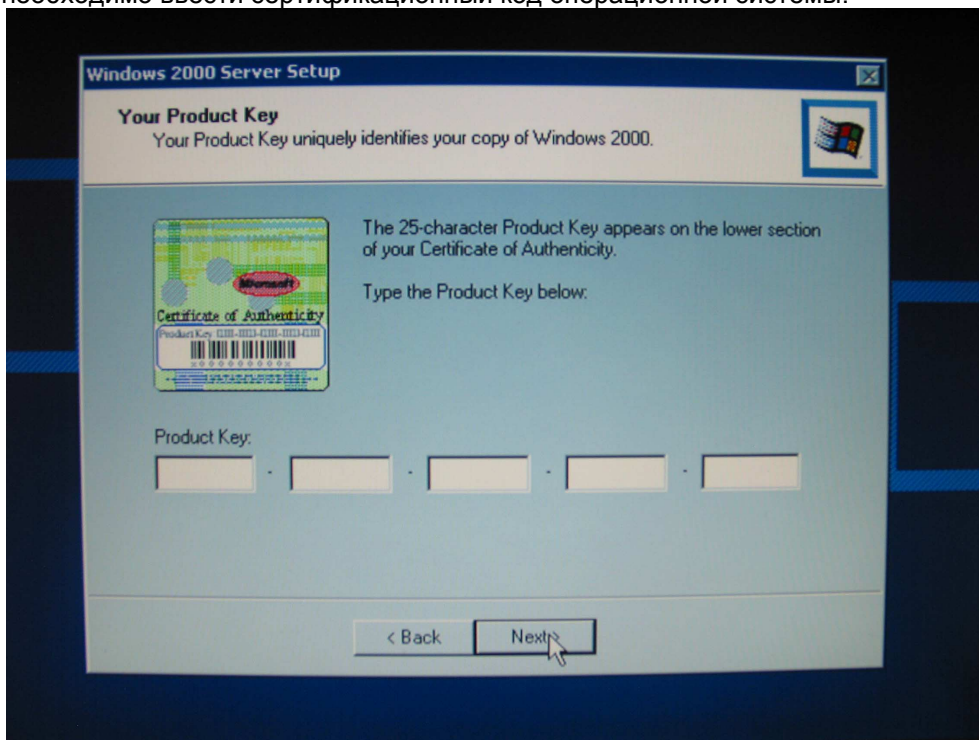 необходимо ввести сертификационный код операционной системы.
Windows 2000 Server Setup
Your Product Key
Your Product Key uniquely identifies your copy of Windows 2000.
The 25-character Product Key appears on the lower section
of your Certificate of Authenticity.
Type the Product Key below:
Microsoft
Certificate of Authenticity
Product Key
Product Key:
- - - -
< Back Next >